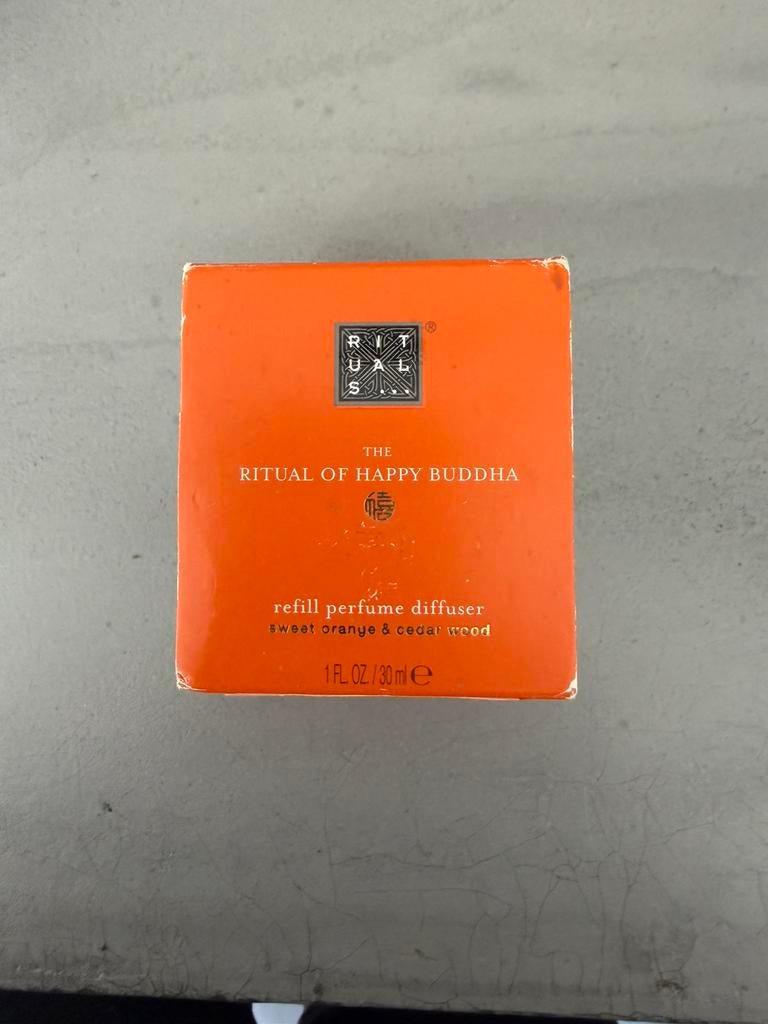 RIT
UAL
S...
®
THE
RITUAL OF HAPPY BUDDHA
refill perfume diffuser
sweet orange & cedar wood
1 FL. OZ. / 30 ml ℮